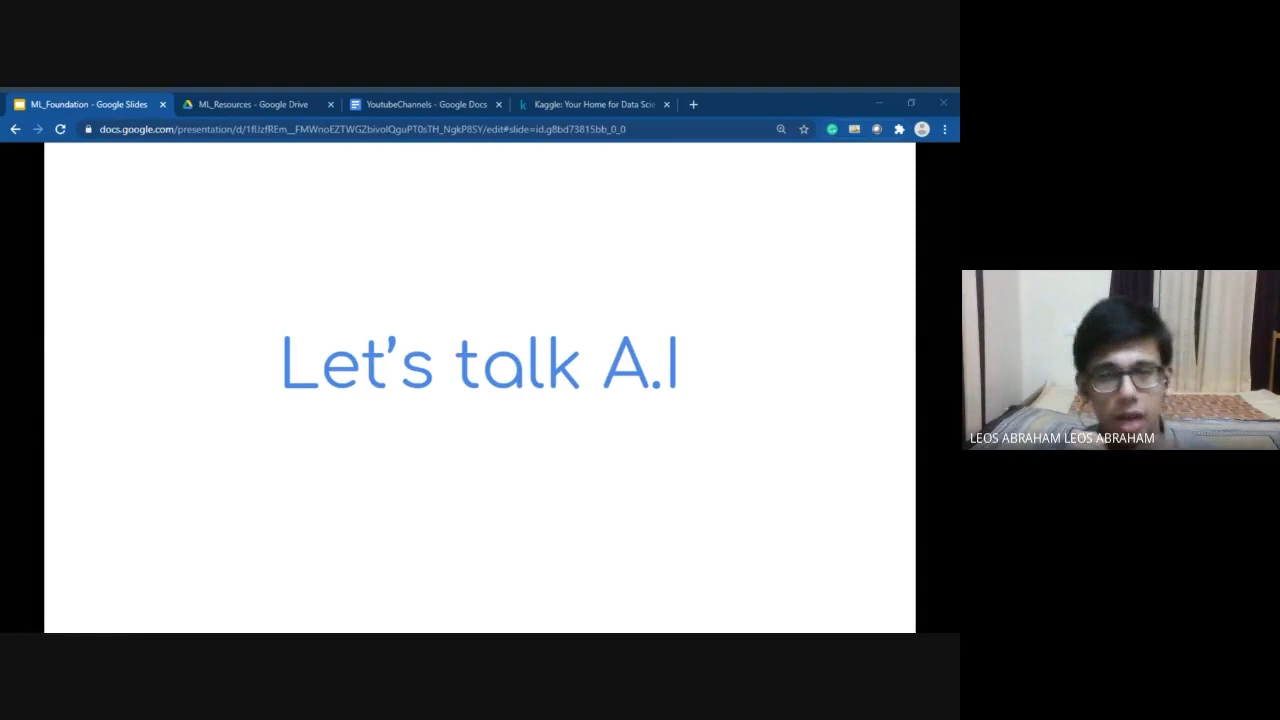 ML_Foundation - Google Slides
ML_Resources - Google Drive
YoutubeChannels - Google Docs
Kaggle: Your Home for Data Scie
Let's talk A.I
LEOS ABRAHAM LEOS ABRAHAM